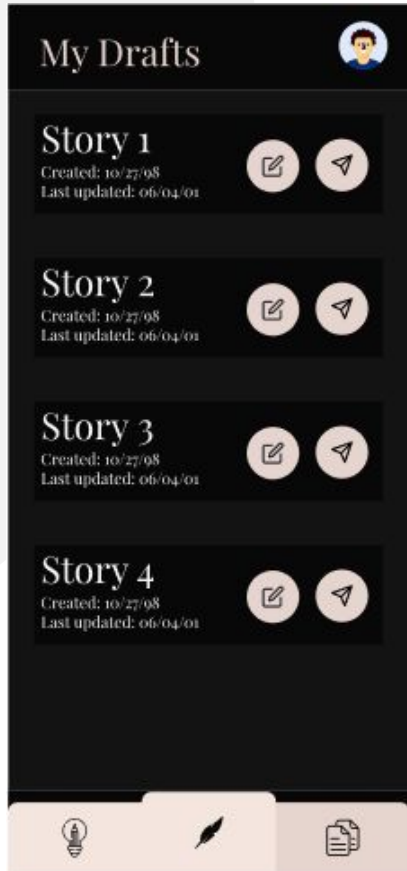 My Drafts
Story 1
Created: 10/27/98
Last updated: 06/04/01
Story 2
Created: 10/27/98
Last updated: 06/04/01
Story 3
Created: 10/27/98
Last updated: 06/04/01
Story 4
Created: 10/27/98
Last updated: 06/04/01